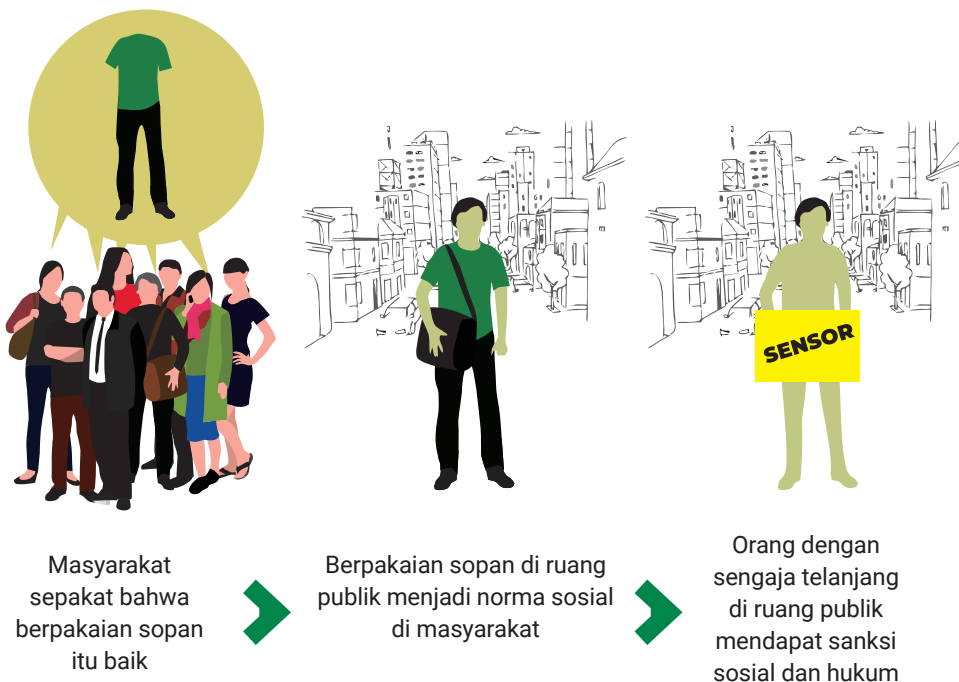 SENSOR
Masyarakat
sepakat bahwa
berpakaian sopan
itu baik
Berpakaian sopan di ruang
publik menjadi norma sosial
di masyarakat
Orang dengan
sengaja telanjang
di ruang publik
mendapat sanksi
sosial dan hukum